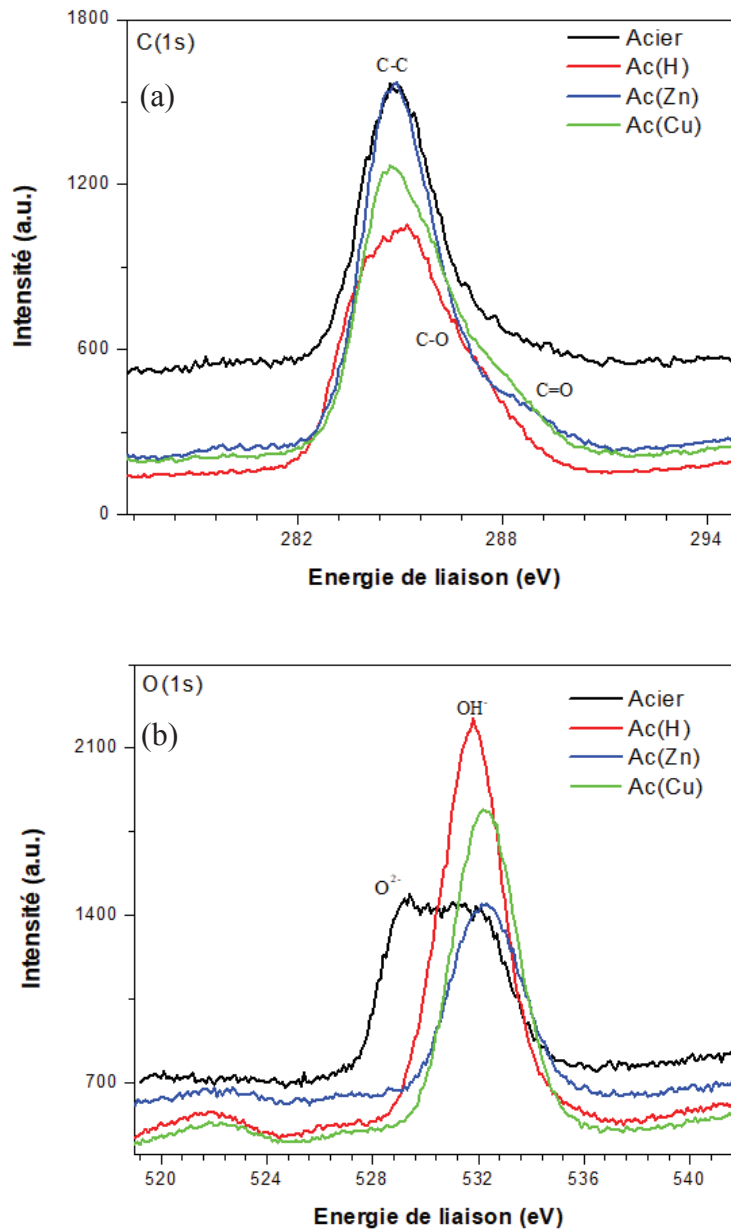 1800
C(1s)
Acier
(a)
C-C
Ac(H)
Ac(Zn)
Ac(Cu)
1200
Intensité (a.u.)
600
C-O
C=O
0
282
288
294
Energie de liaison (eV)
O(1s)
OH-
Acier
(b)
Ac(H)
2100
Ac(Zn)
Ac(Cu)
O2-
1400
Intensité (a.u.)
700
520
524
528
532
536
540
Energie de liaison (eV)